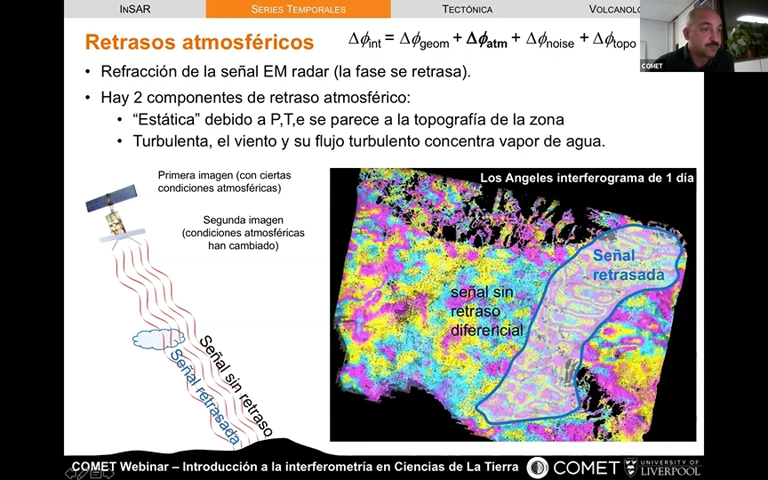 InSAR
Series Temporales
Tectónica
Retrasos atmosféricos
Δϕint = Δϕgeom + Δϕatm + Δϕnoise + Δϕtopo
COMET
• Refracción de la señal EM radar (la fase se retrasa).
• Hay 2 componentes de retraso atmosférico:
• “Estática” debido a P,T,e se parece a la topografía de la zona
• Turbulenta, el viento y su flujo turbulento concentra vapor de agua.
Primera imagen (con ciertas
condiciones atmosféricas)
Segunda imagen
(condiciones atmosféricas
han cambiado)
Señal sin retraso
Señal retrasada
Los Angeles interferograma de 1 día
Señal
retrasada
señal sin
retraso
diferericial
COMET Webinar – Introducción a la interferometría en Ciencias de La Tierra
COMET
UNIVERSITY OF
LIVERPOOL